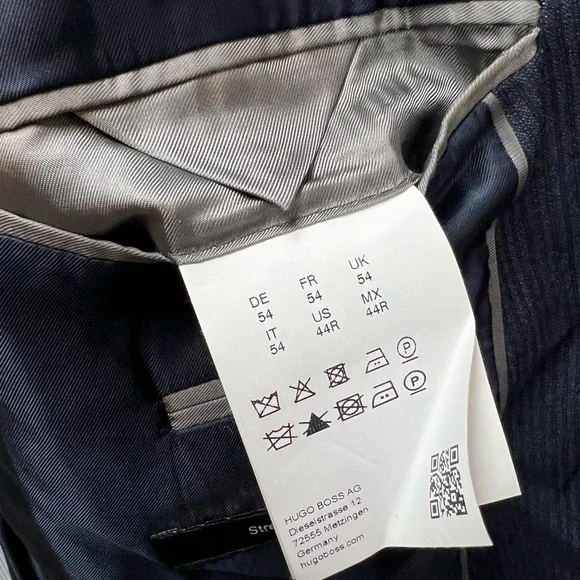 DE FR UK
54 54 54
IT US MX
54 44R 44R
P
P
HUGO BOSS AG
Dieselstrasse 12
72555 Metzingen
Germany
hugoboss.com